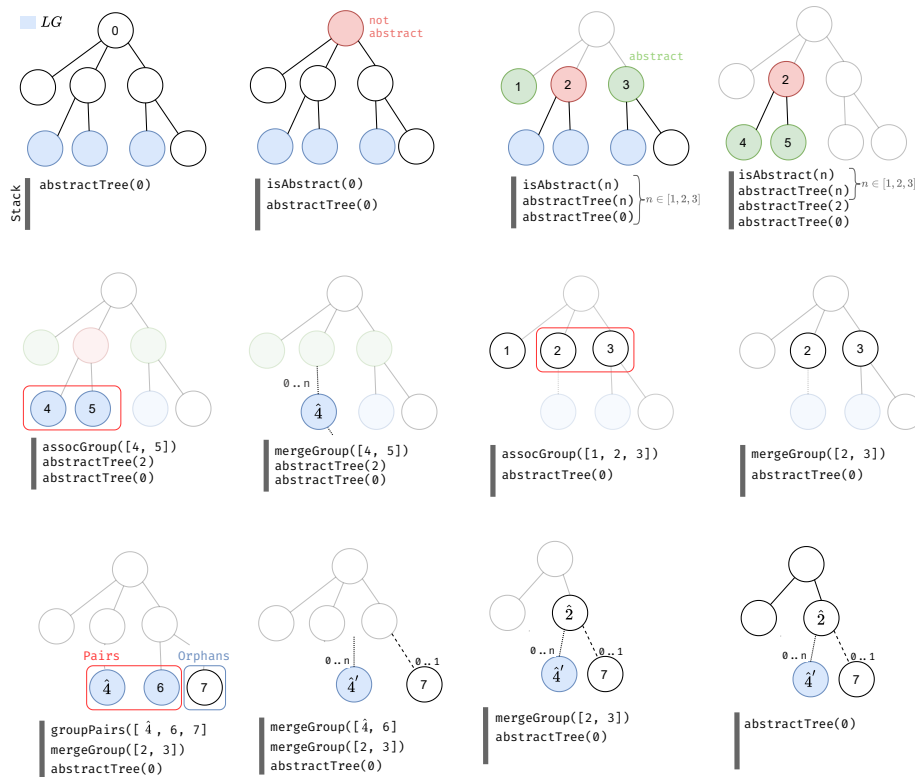 LG
0
Stack
abstractTree(0)
not
abstract
isAbstract(0)
abstractTree(0)
abstract
1
2
3
isAbstract(n)
abstractTree(n)
abstractTree(0)
n ∈ [1, 2, 3]
2
4
5
isAbstract(n)
abstractTree(n)
abstractTree(2)
abstractTree(0)
n ∈ [1, 2, 3]
4
5
assocGroup([4, 5])
abstractTree(2)
abstractTree(0)
0..n
4̂
mergeGroup([4, 5])
abstractTree(2)
abstractTree(0)
1
2
3
assocGroup([1, 2, 3])
abstractTree(0)
2
3
mergeGroup([2, 3])
abstractTree(0)
Pairs
Orphans
4̂
6
7
groupPairs([ 4̂ , 6, 7]
mergeGroup([2, 3])
abstractTree(0)
0..n
0..1
4̂′
7
mergeGroup([4̂, 6]
mergeGroup([2, 3])
abstractTree(0)
2̂
0..n
0..1
4̂′
7
mergeGroup([2, 3])
abstractTree(0)
2̂
0..n
0..1
4̂′
7
abstractTree(0)